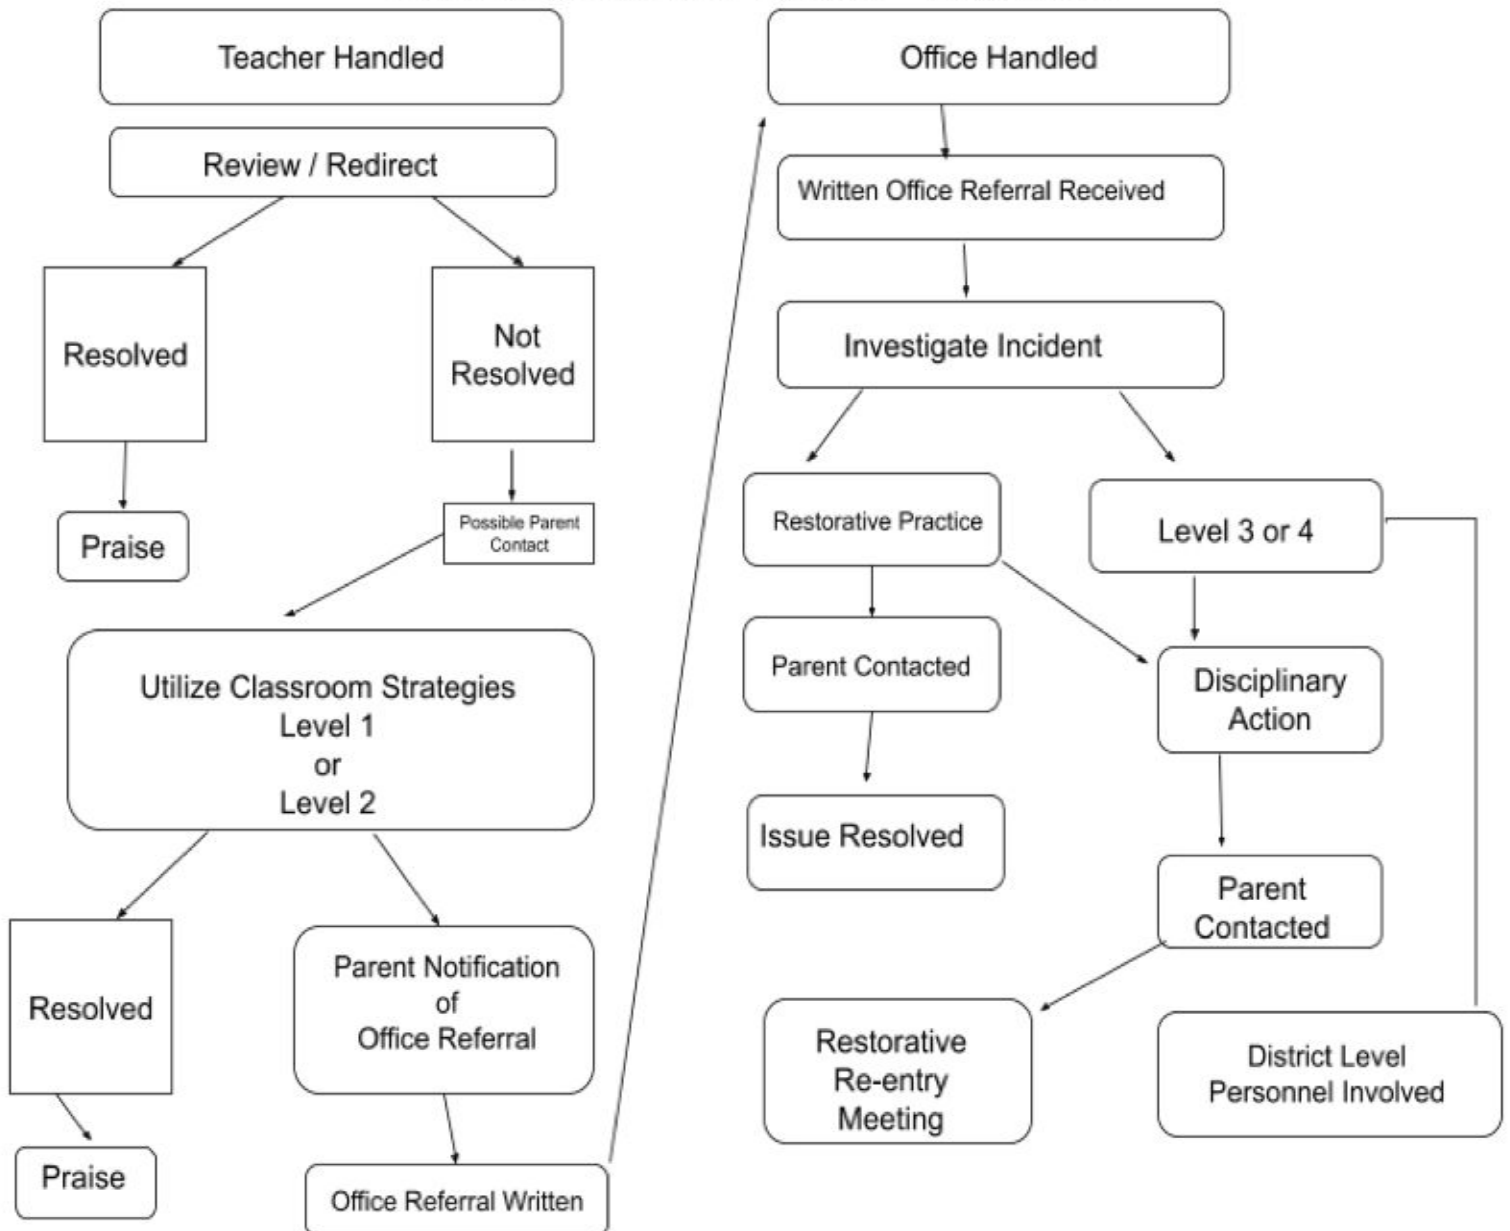 Teacher Handled
Review / Redirect
Resolved
Not
Resolved
Praise
Possible Parent
Contact
Utilize Classroom Strategies
Level 1
or
Level 2
Resolved
Parent Notification
of
Office Referral
Praise
Office Referral Written
Office Handled
Written Office Referral Received
Investigate Incident
Restorative Practice
Level 3 or 4
Parent Contacted
Disciplinary
Action
Issue Resolved
Parent
Contacted
Restorative
Re-entry
Meeting
District Level
Personnel Involved